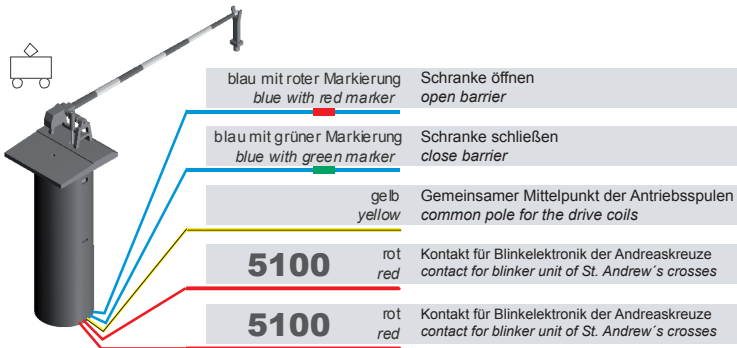 blau mit roter Markierung Schranke öffnen
blue with red marker open barrier
blau mit grüner Markierung Schranke schließen
blue with green marker close barrier
gelb Gemeinsamer Mittelpunkt der Antriebsspulen
yellow common pole for the drive coils
5100 rot Kontakt für Blinkelektronik der Andreaskreuze
red contact for blinker unit of St. Andrew´s crosses
5100 rot Kontakt für Blinkelektronik der Andreaskreuze
red contact for blinker unit of St. Andrew´s crosses